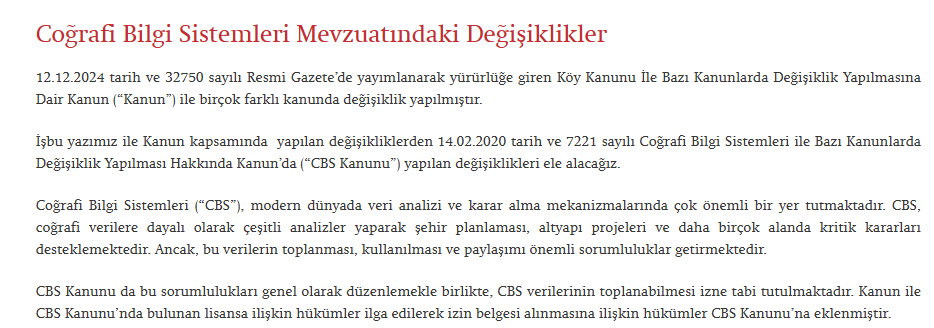 Coğrafi Bilgi Sistemleri Mevzuatındaki Değişiklikler
12.12.2024 tarih ve 32750 sayılı Resmi Gazete’de yayımlanarak yürürlüğe giren Köy Kanunu İle Bazı Kanunlarda Değişiklik Yapılmasına
Dair Kanun (“Kanun”) ile birçok farklı kanunda değişiklik yapılmıştır.
İşbu yazımız ile Kanun kapsamında yapılan değişikliklerden 14.02.2020 tarih ve 7221 sayılı Coğrafi Bilgi Sistemleri ile Bazı Kanunlarda
Değişiklik Yapılması Hakkında Kanun’da (“CBS Kanunu”) yapılan değişiklikleri ele alacağız.
Coğrafi Bilgi Sistemleri (“CBS”), modern dünyada veri analizi ve karar alma mekanizmalarında çok önemli bir yer tutmaktadır. CBS,
coğrafi verilere dayalı olarak çeşitli analizler yaparak şehir planlaması, altyapı projeleri ve daha birçok alanda kritik kararları
desteklemektedir. Ancak, bu verilerin toplanması, kullanılması ve paylaşımı önemli sorumluluklar getirmektedir.
CBS Kanunu da bu sorumlulukları genel olarak düzenlemekle birlikte, CBS verilerinin toplanabilmesi izne tabi tutulmaktadır. Kanun ile
CBS Kanunu’nda bulunan lisansa ilişkin hükümler ilga edilerek izin belgesi alınmasına ilişkin hükümler CBS Kanunu’na eklenmiştir.